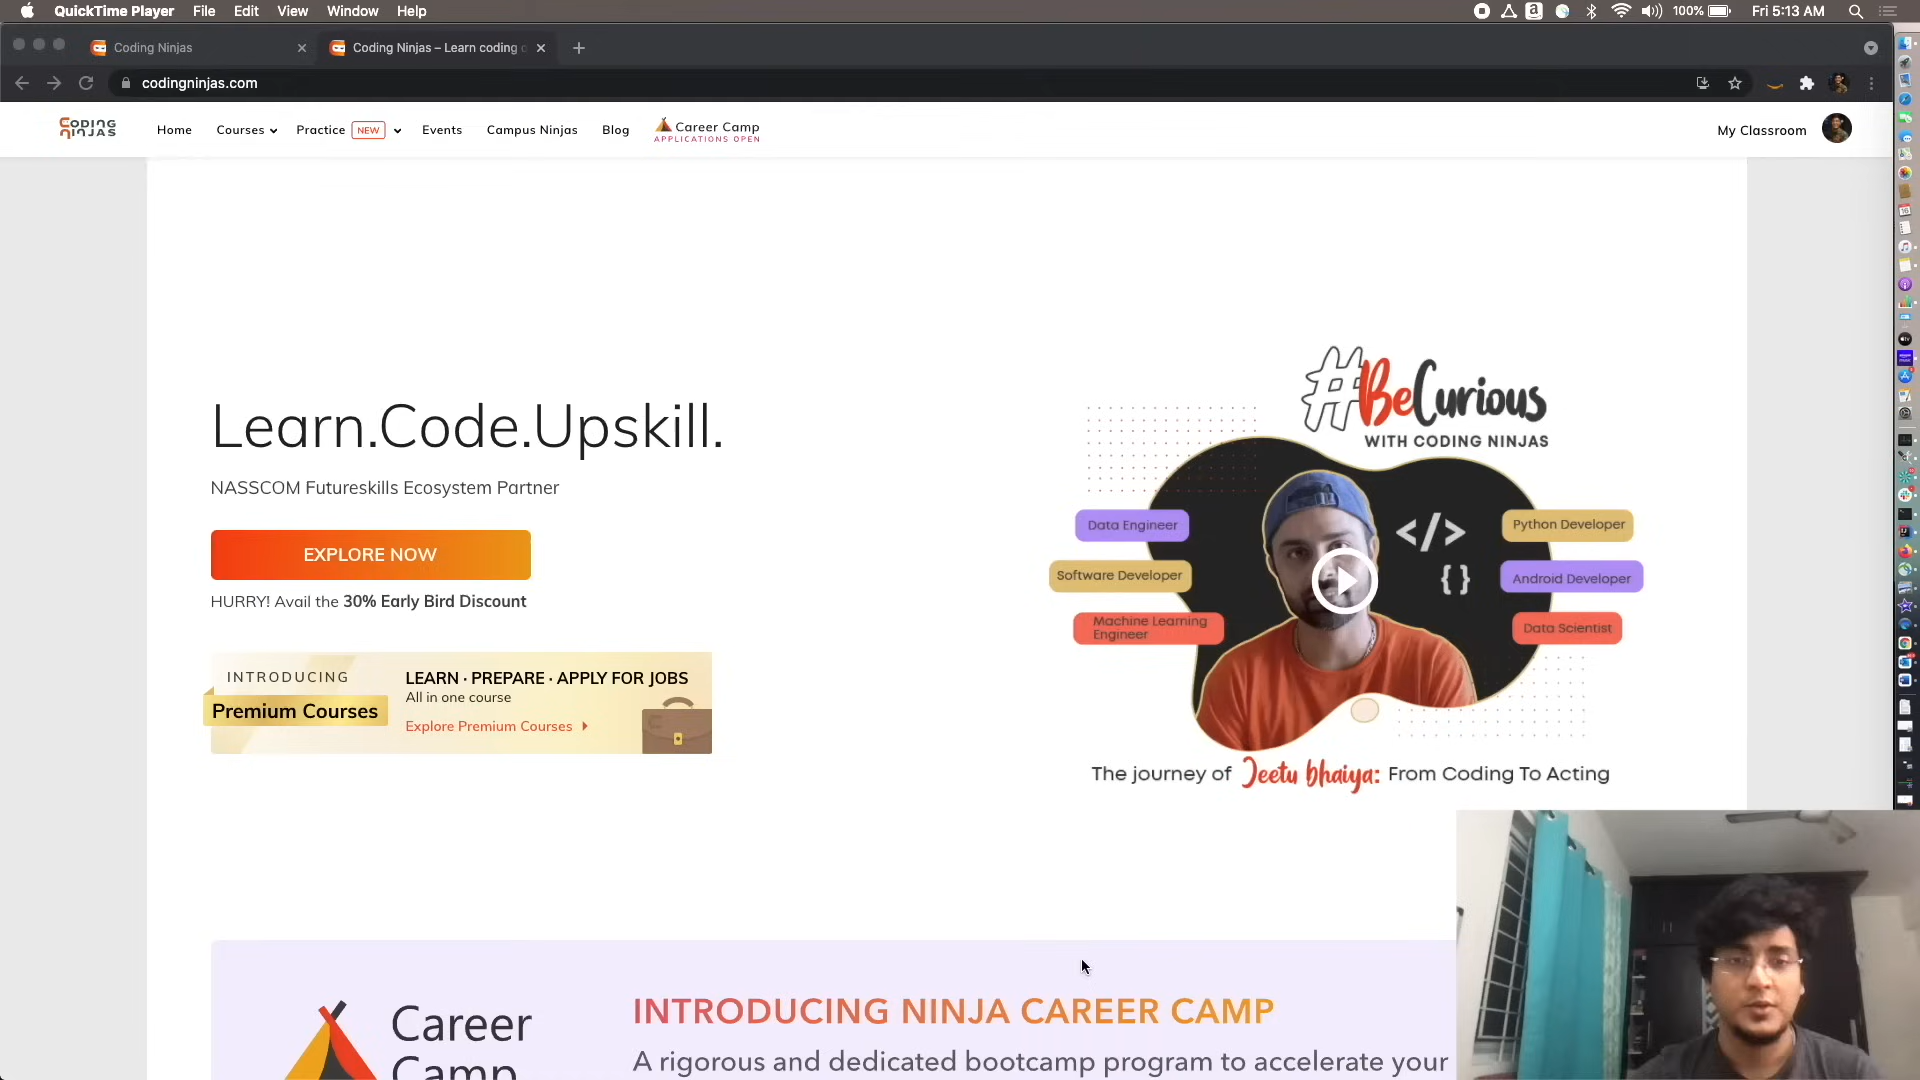 QuickTime Player File Edit View Window Help
100% Fri 5:13 AM
Coding Ninjas
Coding Ninjas – Learn coding
codingninjas.com
CODING
NINJAS
Home Courses Practice NEW Events Campus Ninjas Blog
Career Camp
APPLICATIONS OPEN
My Classroom
Learn.Code.Upskill.
NASSCOM Futureskills Ecosystem Partner
EXPLORE NOW
HURRY! Avail the 30% Early Bird Discount
INTRODUCING
Premium Courses
LEARN · PREPARE · APPLY FOR JOBS
All in one course
Explore Premium Courses
#BeCurious
WITH CODING NINJAS
Data Engineer
Software Developer
Machine Learning
Engineer
</>
{ }
Python Developer
Android Developer
Data Scientist
The journey of Jeetu bhaiya: From Coding To Acting
Career
Camp
INTRODUCING NINJA CAREER CAMP
A rigorous and dedicated bootcamp program to accelerate your